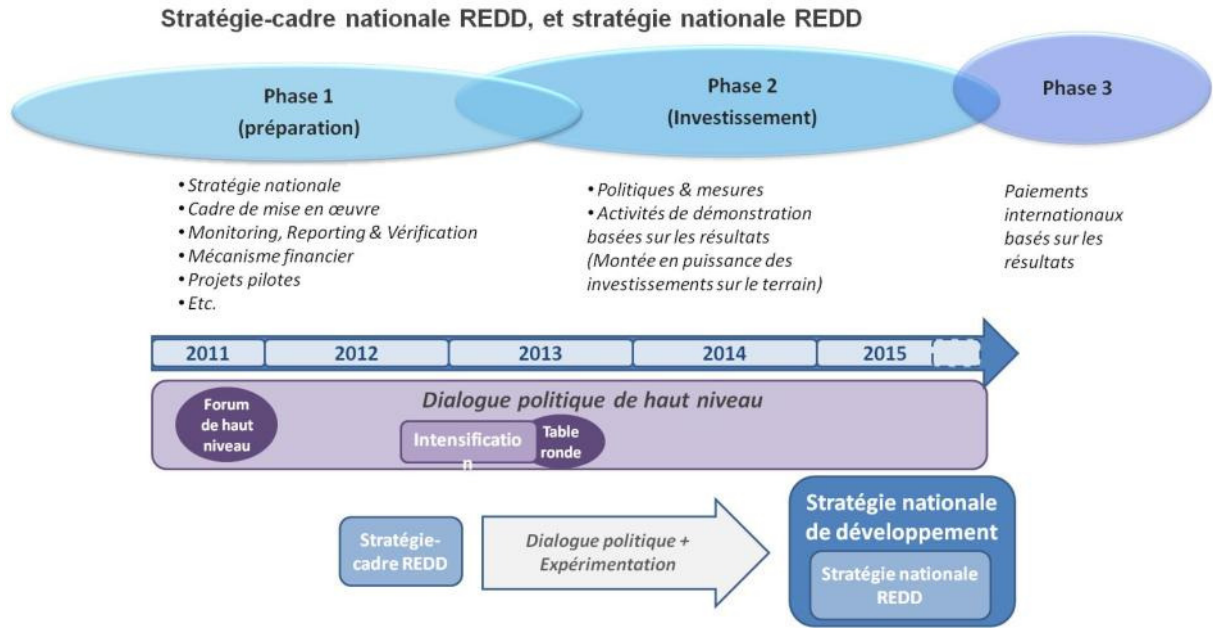 Stratégie-cadre nationale REDD, et stratégie nationale REDD
Phase 1
(préparation)
Phase 2
(Investissement)
Phase 3
• Stratégie nationale
• Cadre de mise en œuvre
• Monitoring, Reporting & Vérification
• Mécanisme financier
• Projets pilotes
• Etc.
• Politiques & mesures
• Activités de démonstration
basées sur les résultats
(Montée en puissance des
investissements sur le terrain)
Paiements
internationaux
basés sur les
résultats
2011 2012 2013 2014 2015
Dialogue politique de haut niveau
Forum
de haut
niveau
Intensificatio
n
Table
ronde
Stratégie-
cadre REDD
Dialogue politique +
Expérimentation
Stratégie nationale
de développement
Stratégie nationale
REDD